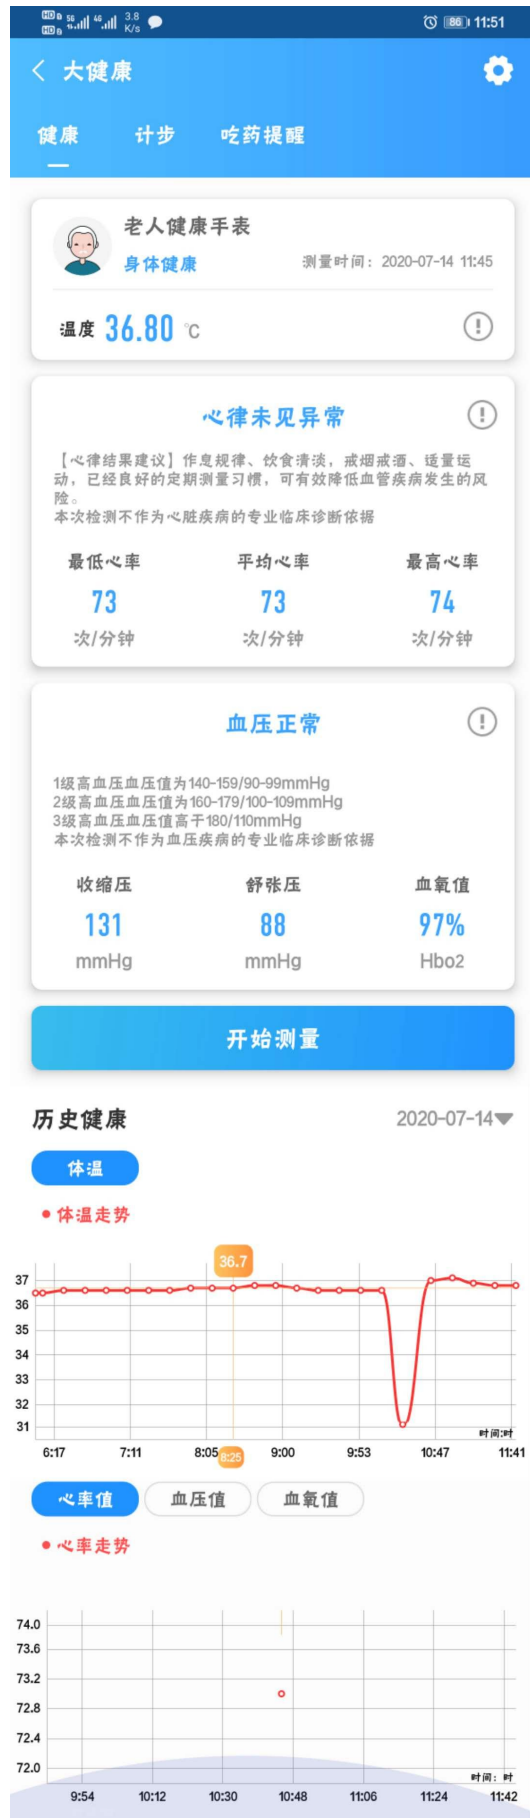 HD 5G 4G 3.8 K/s 86 11:51
大健康
健康 计步 吃药提醒
老人健康手表
身体健康 测量时间：2020-07-14 11:45
温度 36.80 ℃
心律未见异常
【心律结果建议】作息规律、饮食清淡，戒烟戒酒、适量运
动，已经良好的定期测量习惯，可有效降低血管疾病发生的风
险。
本次检测不作为心脏疾病的专业临床诊断依据
最低心率 平均心率 最高心率
73 73 74
次/分钟 次/分钟 次/分钟
血压正常
1级高血压血压值为140-159/90-99mmHg
2级高血压血压值为160-179/100-109mmHg
3级高血压血压值高于180/110mmHg
本次检测不作为血压疾病的专业临床诊断依据
收缩压 舒张压 血氧值
131 88 97%
mmHg mmHg Hbo2
开始测量
历史健康 2020-07-14
体温
体温走势
36.7
37
36
35
34
33
32
31
时间:时
6:17 7:11 8:05 8:25 9:00 9:53 10:47 11:41
心率值 血压值 血氧值
心率走势
74.0
73.6
73.2
72.8
72.4
72.0
时间：时
9:54 10:12 10:30 10:48 11:06 11:24 11:42